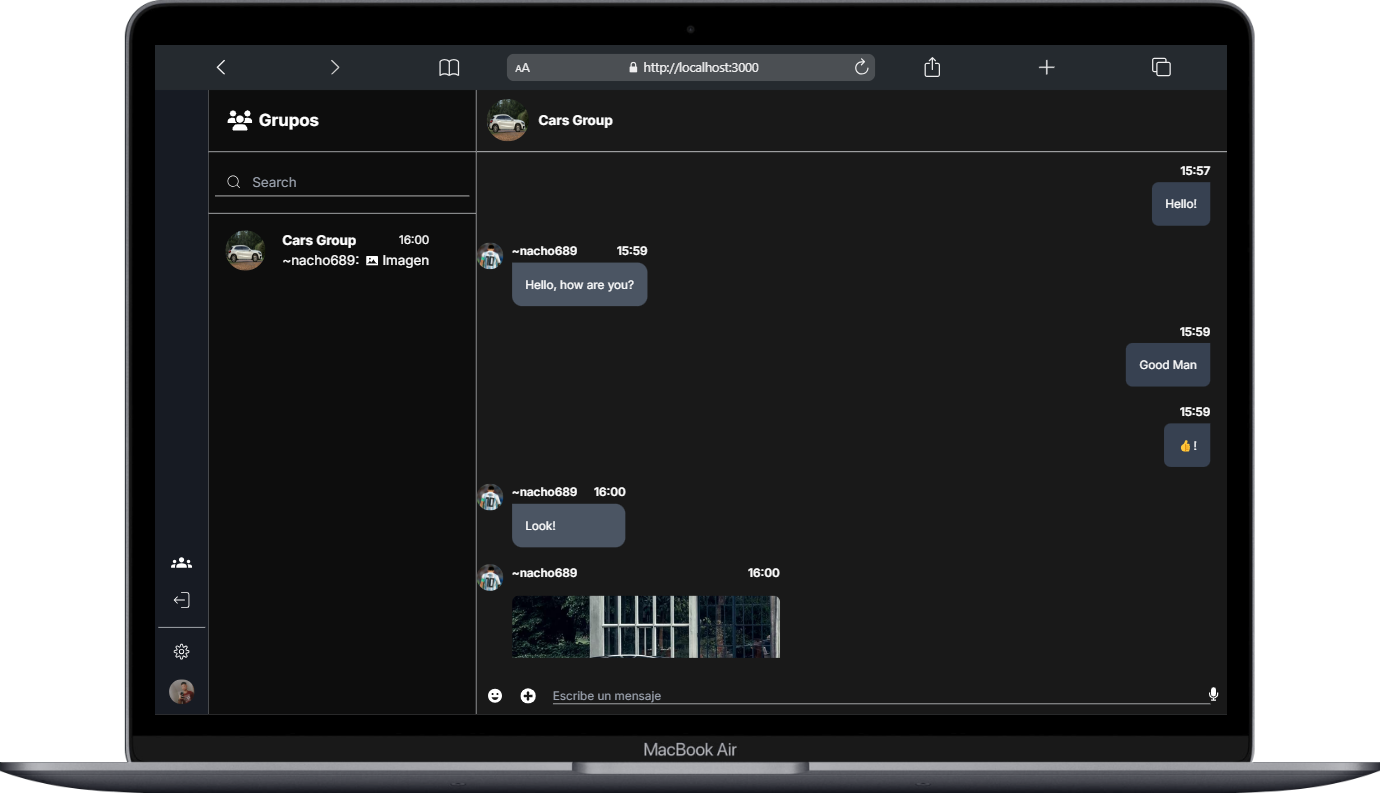 AA
http://localhost:3000
Grupos
Search
Cars Group
16:00
~nacho689: Imagen
Cars Group
15:57
Hello!
~nacho689 15:59
Hello, how are you?
15:59
Good Man
15:59
👍!
~nacho689 16:00
Look!
~nacho689 16:00
Escribe un mensaje
MacBook Air